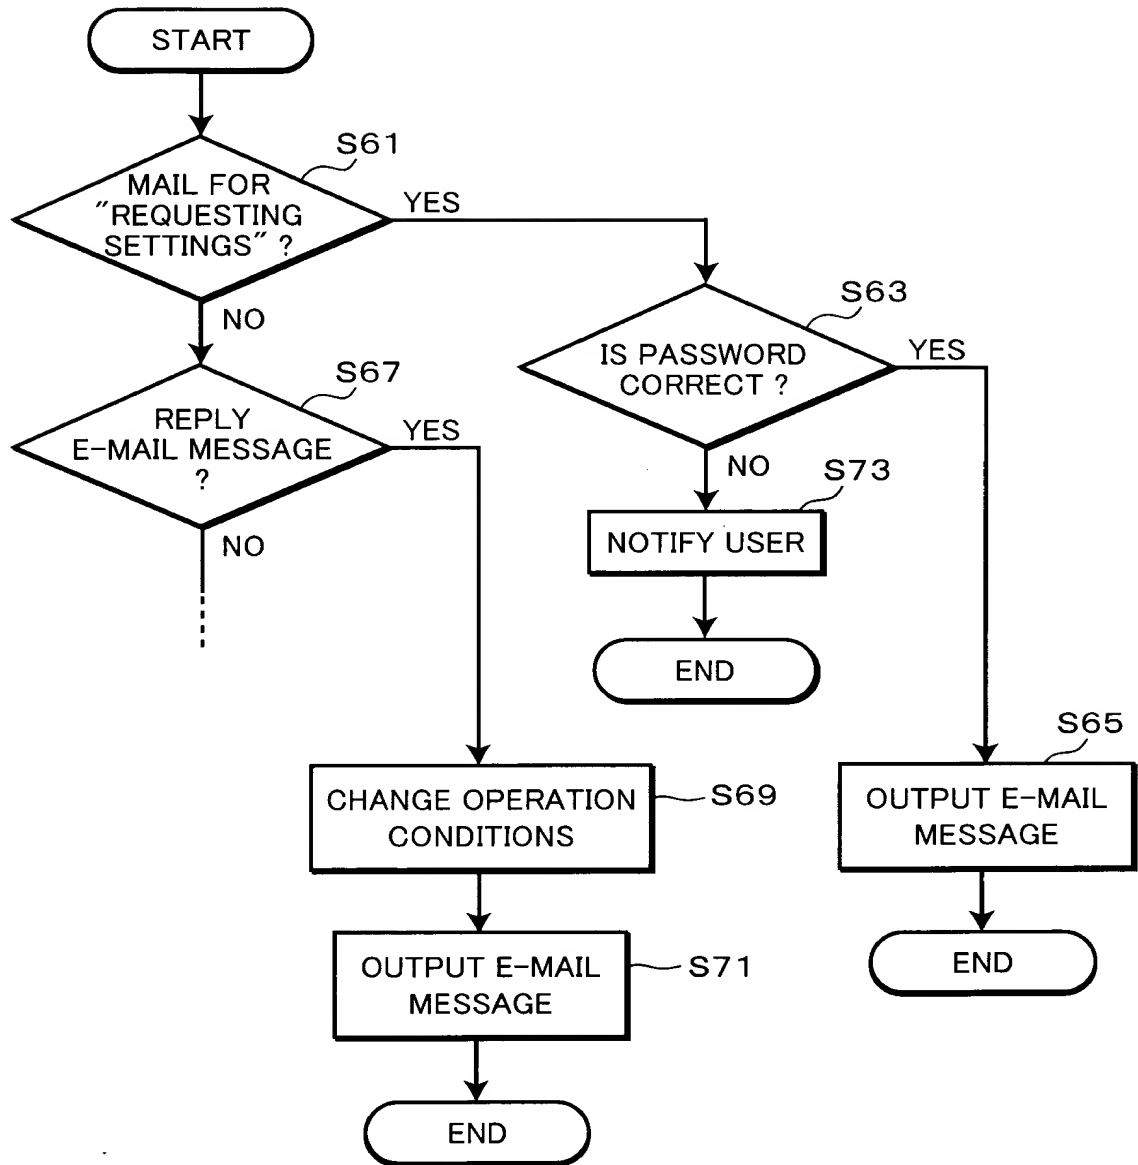 START
S61
MAIL FOR
"REQUESTING
SETTINGS" ?
YES
NO
S63
IS PASSWORD
CORRECT ?
YES
NO
S67
REPLY
E-MAIL MESSAGE
?
YES
NO
S73
NOTIFY USER
END
S65
OUTPUT E-MAIL
MESSAGE
END
S69
CHANGE OPERATION
CONDITIONS
S71
OUTPUT E-MAIL
MESSAGE
END